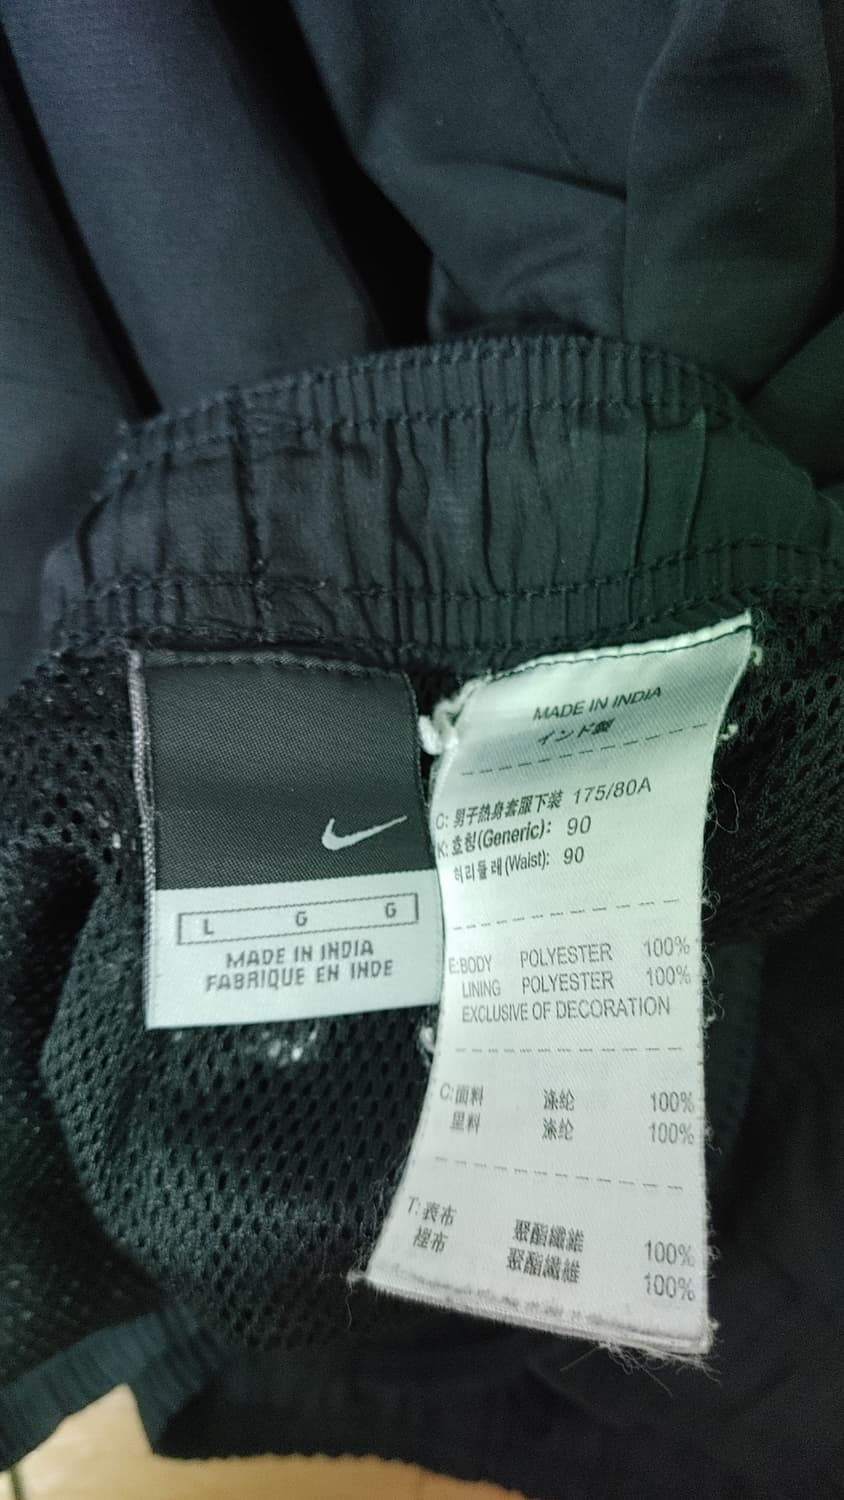 L G G
MADE IN INDIA
FABRIQUE EN INDE
MADE IN INDIA
インド製
C: 男子热身套服下装 175/80A
K: 호칭(Generic): 90
허리둘레(Waist): 90
E:BODY POLYESTER 100%
LINING POLYESTER 100%
EXCLUSIVE OF DECORATION
C:面料 涤纶 100%
里料 涤纶 100%
T: 表布 聚酯纖維 100%
裡布 聚酯纖維 100%